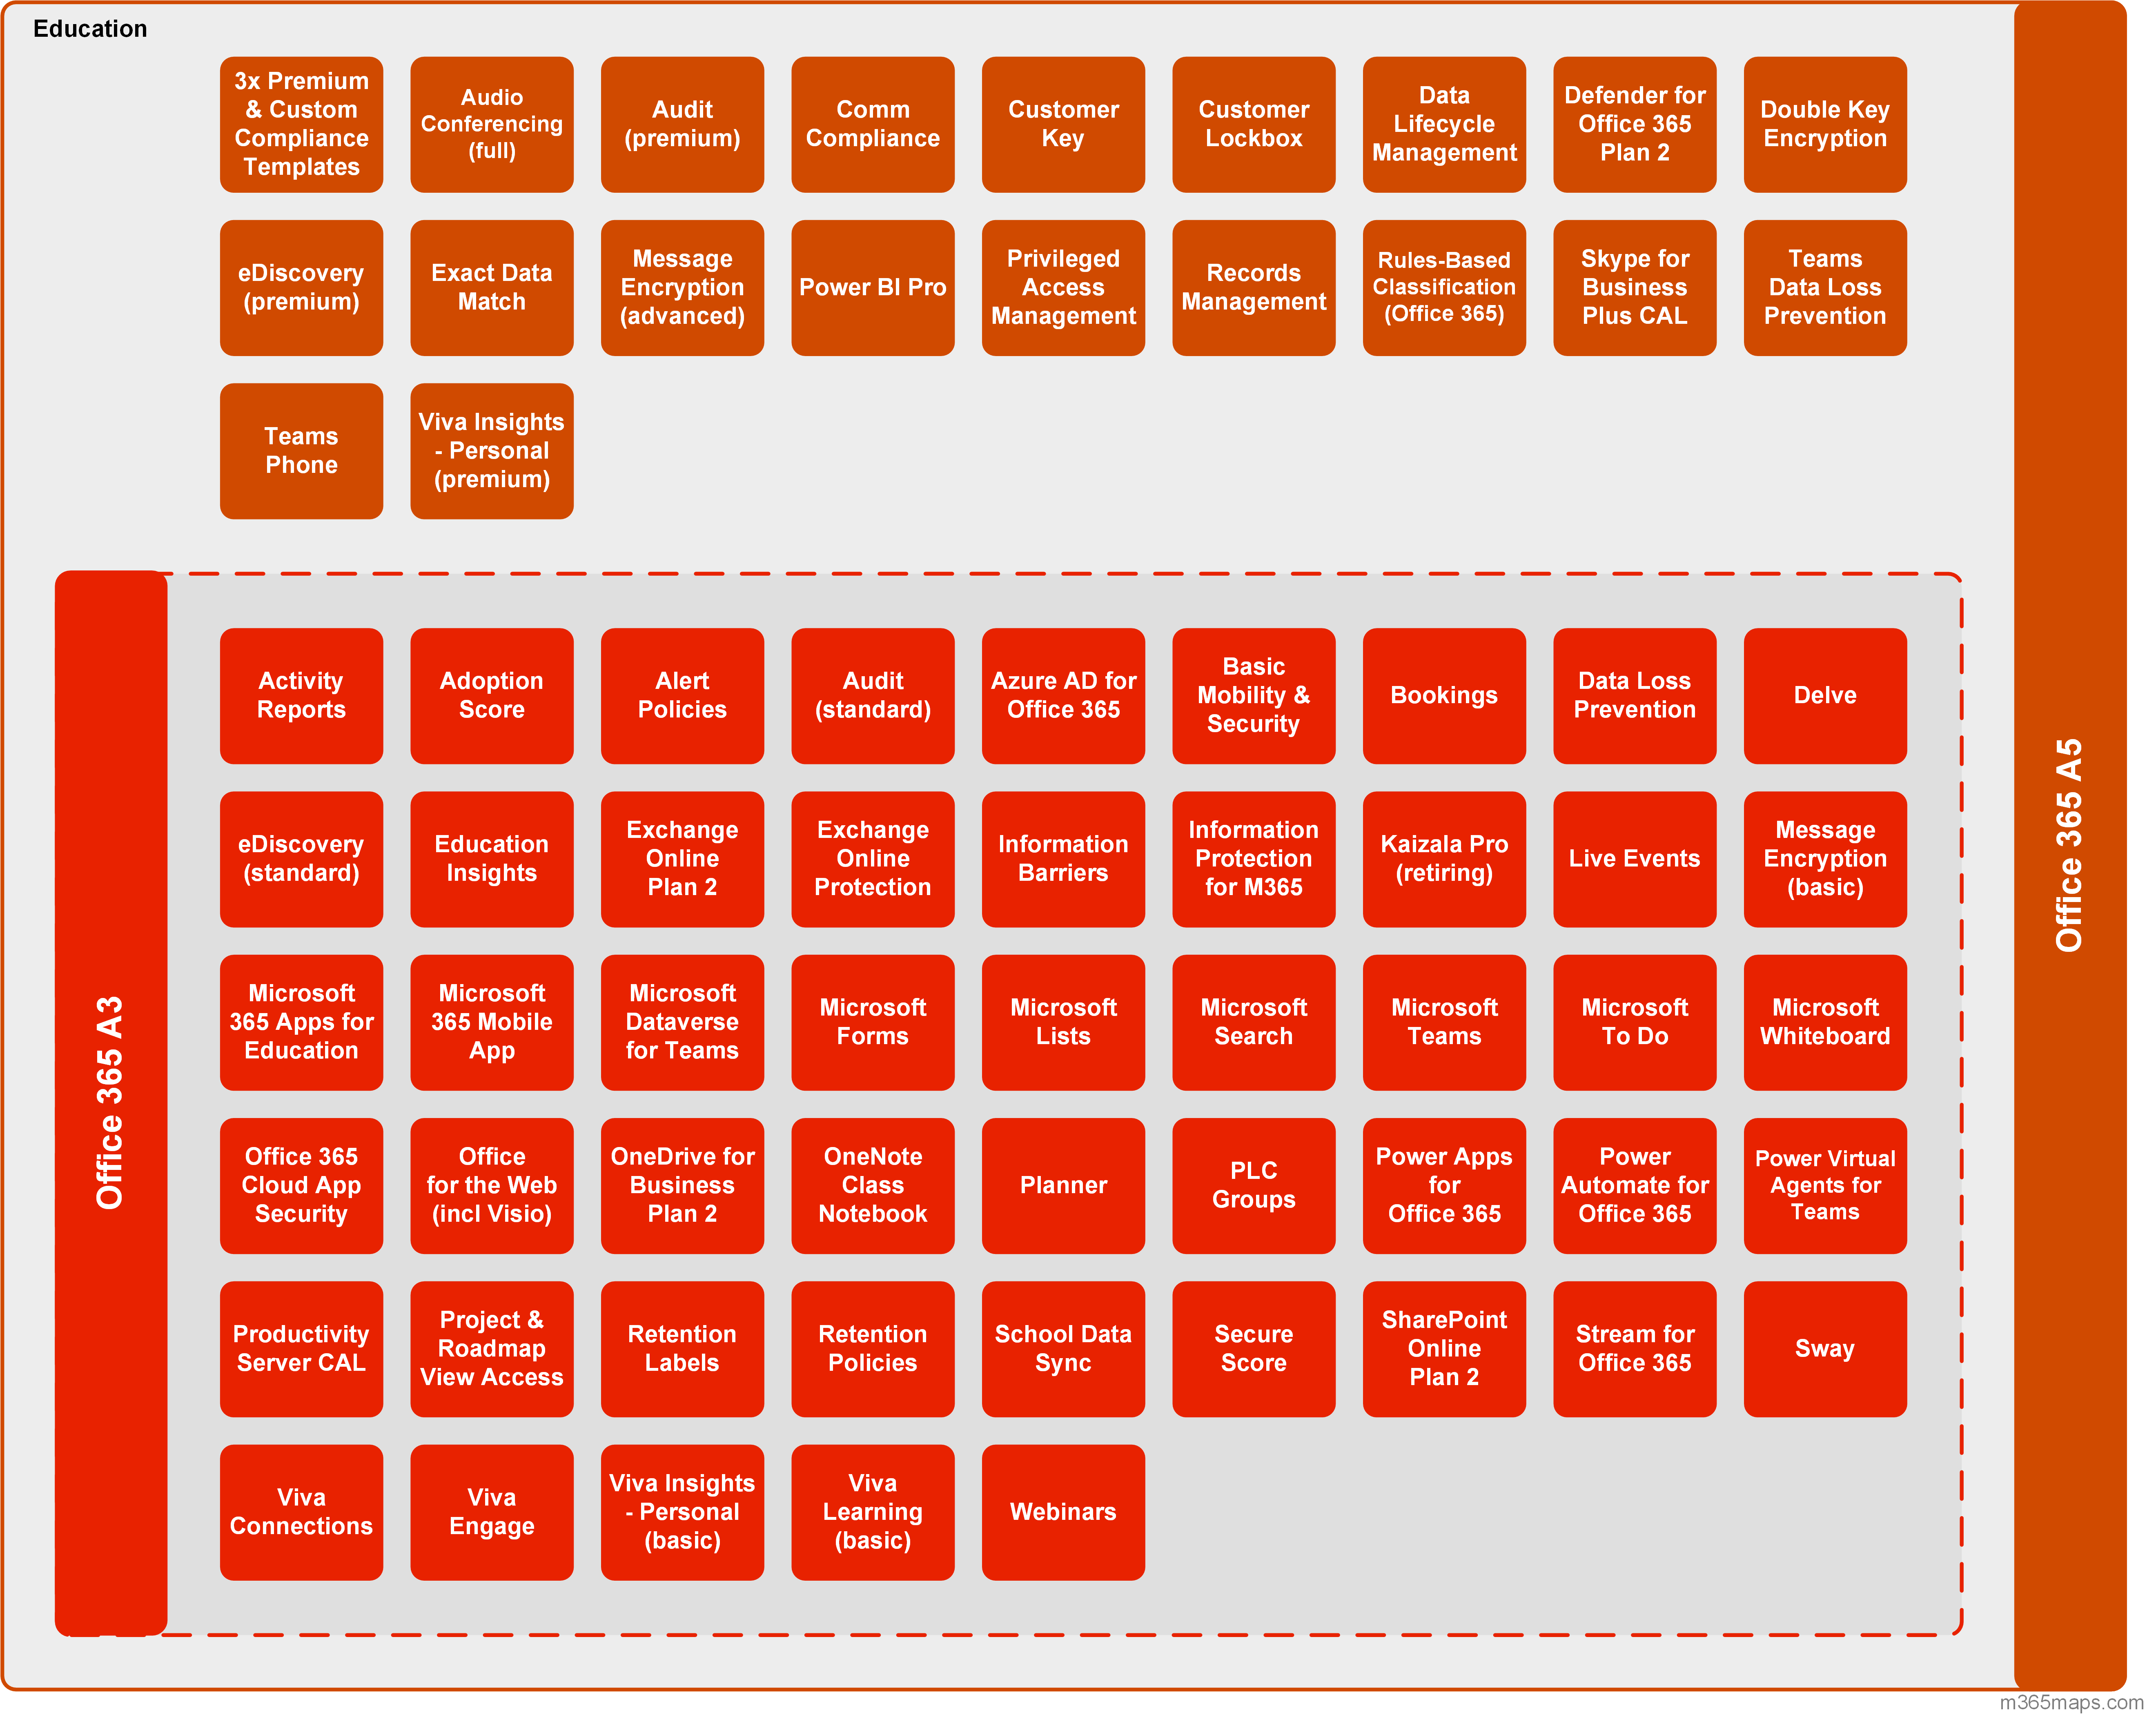 Education
3x Premium
& Custom
Compliance
Templates
Audio
Conferencing
(full)
Audit
(premium)
Comm
Compliance
Customer
Key
Customer
Lockbox
Data
Lifecycle
Management
Defender for
Office 365
Plan 2
Double Key
Encryption
eDiscovery
(premium)
Exact Data
Match
Message
Encryption
(advanced)
Power BI Pro
Privileged
Access
Management
Records
Management
Rules-Based
Classification
(Office 365)
Skype for
Business
Plus CAL
Teams
Data Loss
Prevention
Teams
Phone
Viva Insights
- Personal
(premium)
Office 365 A5
Office 365 A3
Activity
Reports
Adoption
Score
Alert
Policies
Audit
(standard)
Azure AD for
Office 365
Basic
Mobility &
Security
Bookings
Data Loss
Prevention
Delve
eDiscovery
(standard)
Education
Insights
Exchange
Online
Plan 2
Exchange
Online
Protection
Information
Barriers
Information
Protection
for M365
Kaizala Pro
(retiring)
Live Events
Message
Encryption
(basic)
Microsoft
365 Apps for
Education
Microsoft
365 Mobile
App
Microsoft
Dataverse
for Teams
Microsoft
Forms
Microsoft
Lists
Microsoft
Search
Microsoft
Teams
Microsoft
To Do
Microsoft
Whiteboard
Office 365
Cloud App
Security
Office
for the Web
(incl Visio)
OneDrive for
Business
Plan 2
OneNote
Class
Notebook
Planner
PLC
Groups
Power Apps
for
Office 365
Power
Automate for
Office 365
Power Virtual
Agents for
Teams
Productivity
Server CAL
Project &
Roadmap
View Access
Retention
Labels
Retention
Policies
School Data
Sync
Secure
Score
SharePoint
Online
Plan 2
Stream for
Office 365
Sway
Viva
Connections
Viva
Engage
Viva Insights
- Personal
(basic)
Viva
Learning
(basic)
Webinars
m365maps.com